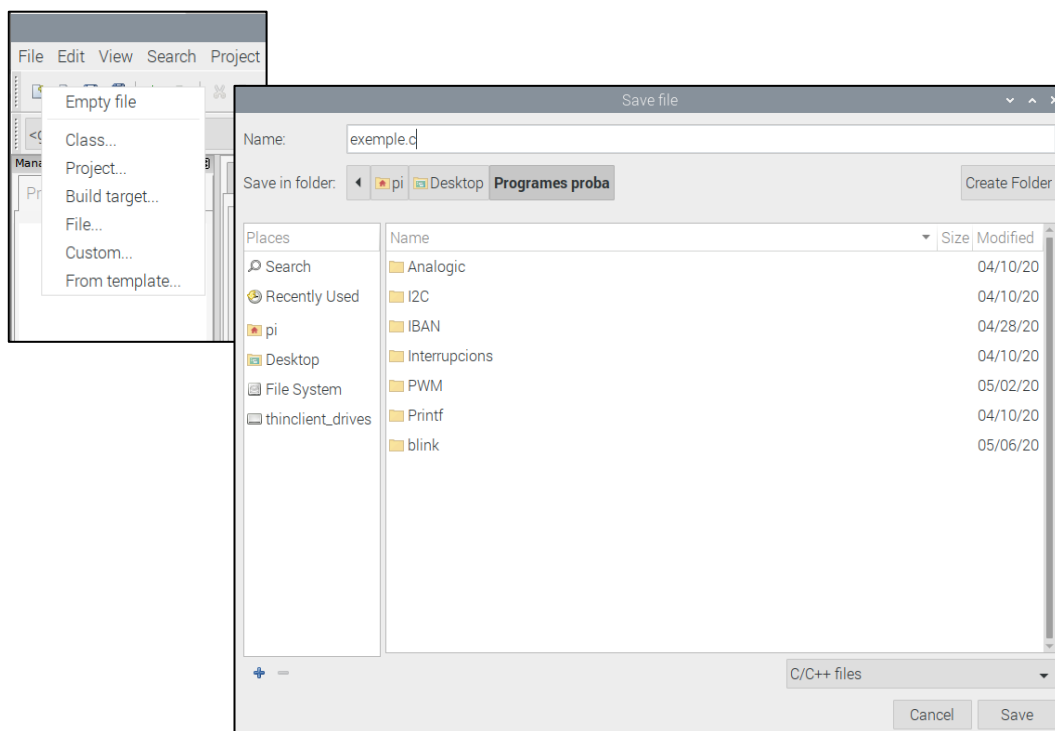 File Edit View Search Project
Empty file
Class...
Project...
Build target...
File...
Custom...
From template...
<g
Mana
Pr
Save file
Name: exemple.c
Save in folder: pi Desktop Programes proba Create Folder
Places Name Size Modified
Search Analogic 04/10/20
Recently Used I2C 04/10/20
pi IBAN 04/28/20
Desktop Interrupcions 04/10/20
File System PWM 05/02/20
thinclient_drives Printf 04/10/20
blink 05/06/20
C/C++ files
Cancel Save